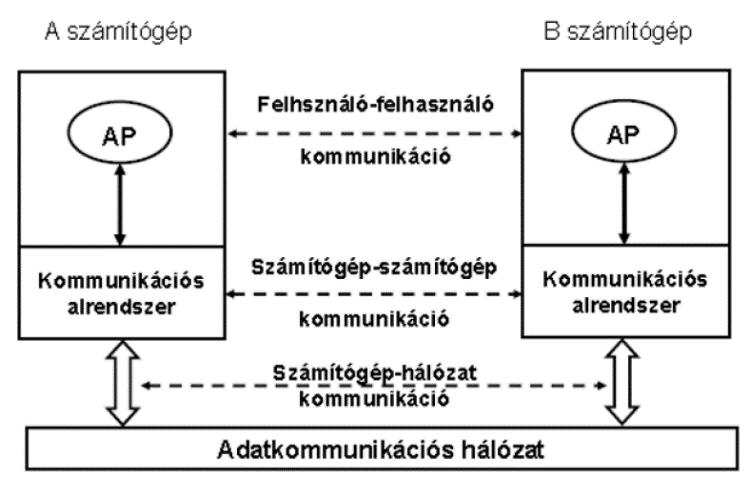 A számítógép
B számítógép
Felhsználó-felhasználó
kommunikáció
AP
AP
Számítógép-számítógép
kommunikáció
Kommunikációs
alrendszer
Kommunikációs
alrendszer
Számítógép-hálózat
kommunikáció
Adatkommunikációs hálózat